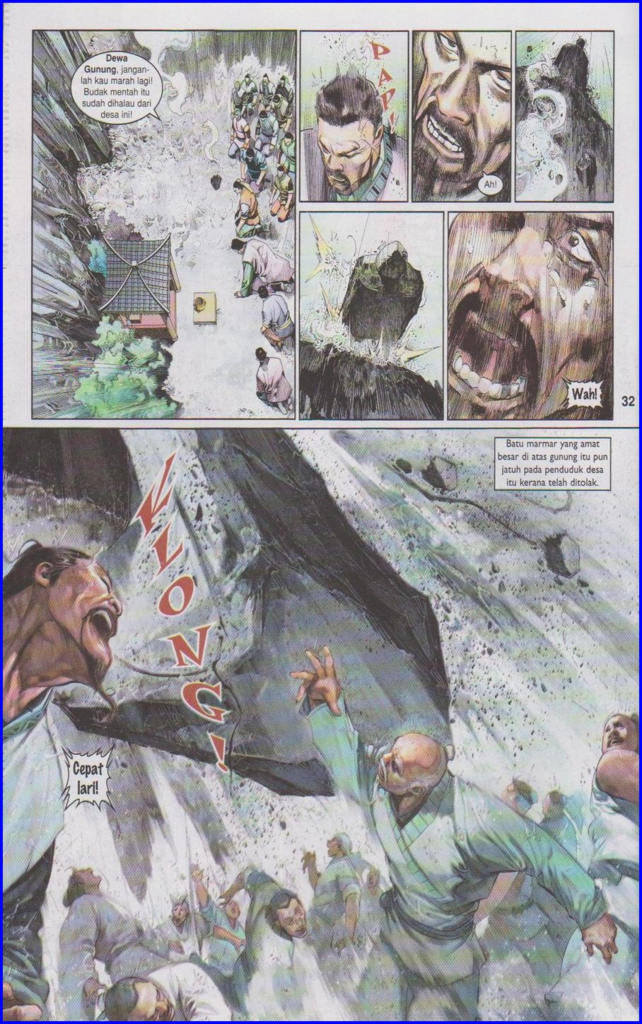 Dewa
Gunung, jangan-
lah kau marah lagi!
Budak mentah itu
sudah dihalau dari
desa ini!
PAP!
Ah!
Wah!
32
Batu marmar yang amat
besar di atas gunung itu pun
jatuh pada penduduk desa
itu kerana telah ditolak.
VLONG!
Cepat
lari!